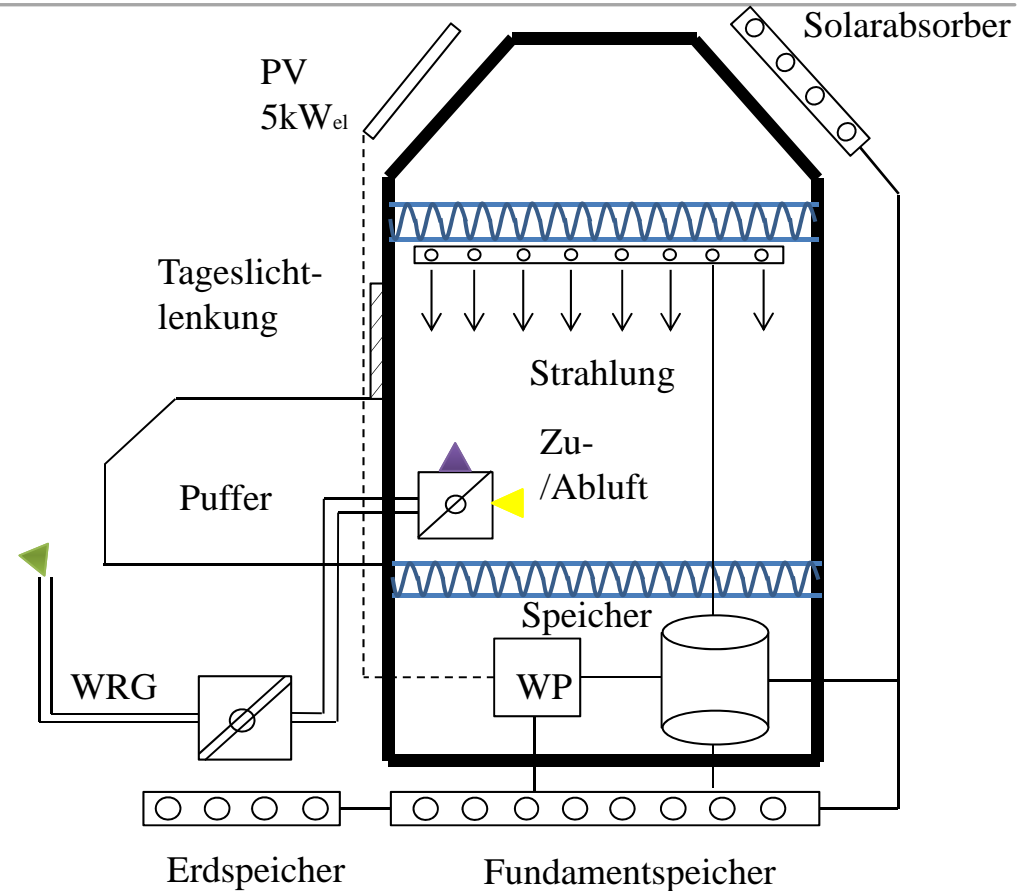 Solarabsorber
PV
5kWel
Tageslicht-
lenkung
Strahlung
Zu-
/Abluft
Puffer
Speicher
WRG
WP
Erdspeicher
Fundamentspeicher